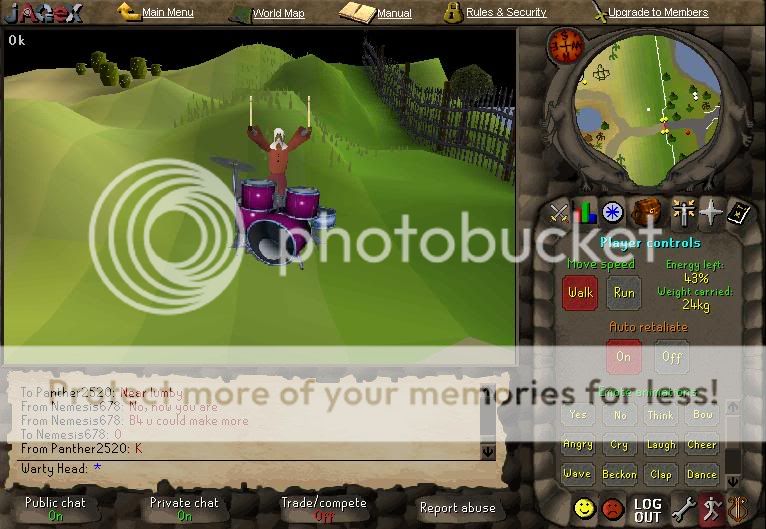 JAGEX Main Menu World Map Manual Rules & Security Upgrade to Members
Ok
Player controls
Move speed
Energy left:
43%
Walk Run
Weight carried:
24kg
Auto retaliate
On Off
photobucket
Protect more of your memories for less!
To Panther2520: Near lumby
From Nemesis678: No, how you are
From Nemesis678: B4 u could make more
To Nemesis678: O
From Panther2520: K
Warty Head: *
Emote animations
Yes No Think Bow
Angry Cry Laugh Cheer
Wave Beckon Clap Dance
Public chat
On
Private chat
On
Trade/compete
Off
Report abuse
LOG
OUT